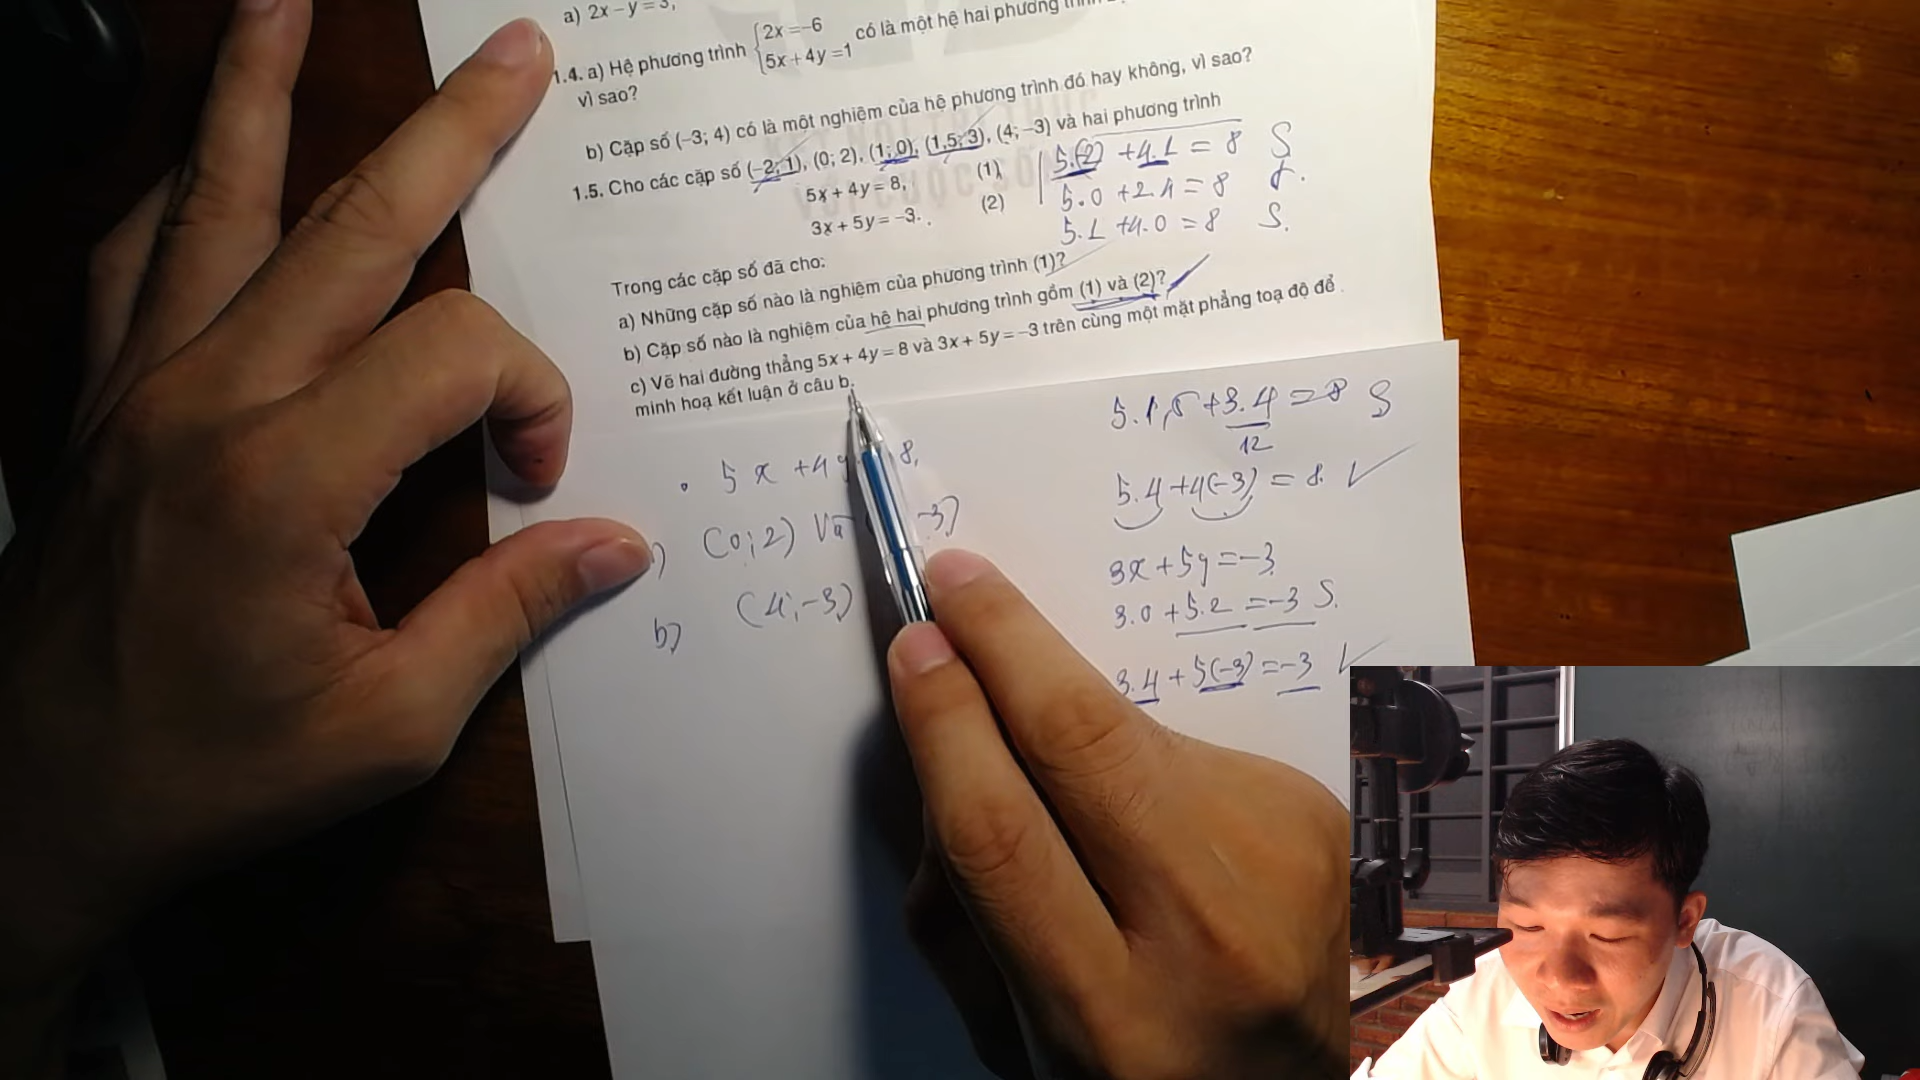 a) 2x – y = 3,
1.4. a) Hệ phương trình {2x = –6
5x + 4y = 1 có là một hệ hai phương
vì sao?
b) Cặp số (–3; 4) có là một nghiệm của hệ phương trình đó hay không, vì sao?
1.5. Cho các cặp số (–2; 1), (0; 2), (1; 0), (1,5; 3), (4; –3) và hai phương trình
5x + 4y = 8, (1)
3x + 5y = –3. (2)
Trong các cặp số đã cho:
a) Những cặp số nào là nghiệm của phương trình (1)?
b) Cặp số nào là nghiệm của hệ hai phương trình gồm (1) và (2)?
c) Vẽ hai đường thẳng 5x + 4y = 8 và 3x + 5y = –3 trên cùng một mặt phẳng toạ độ để
minh hoạ kết luận ở câu b.
5.(2) + 4.1 = 8 S
5.0 + 2.4 = 8 đ.
5.1 + 4.0 = 8 S.
5.1,5 + 3.4 = 8 S
12
5.4 + 4(-3) = 8. ✓
3x + 5y = -3
3.0 + 5.2 = -3 S.
3.4 + 5(-3) = -3 ✓
5x + 4y 8,
(0; 2) Và -3)
b) (4; -3)